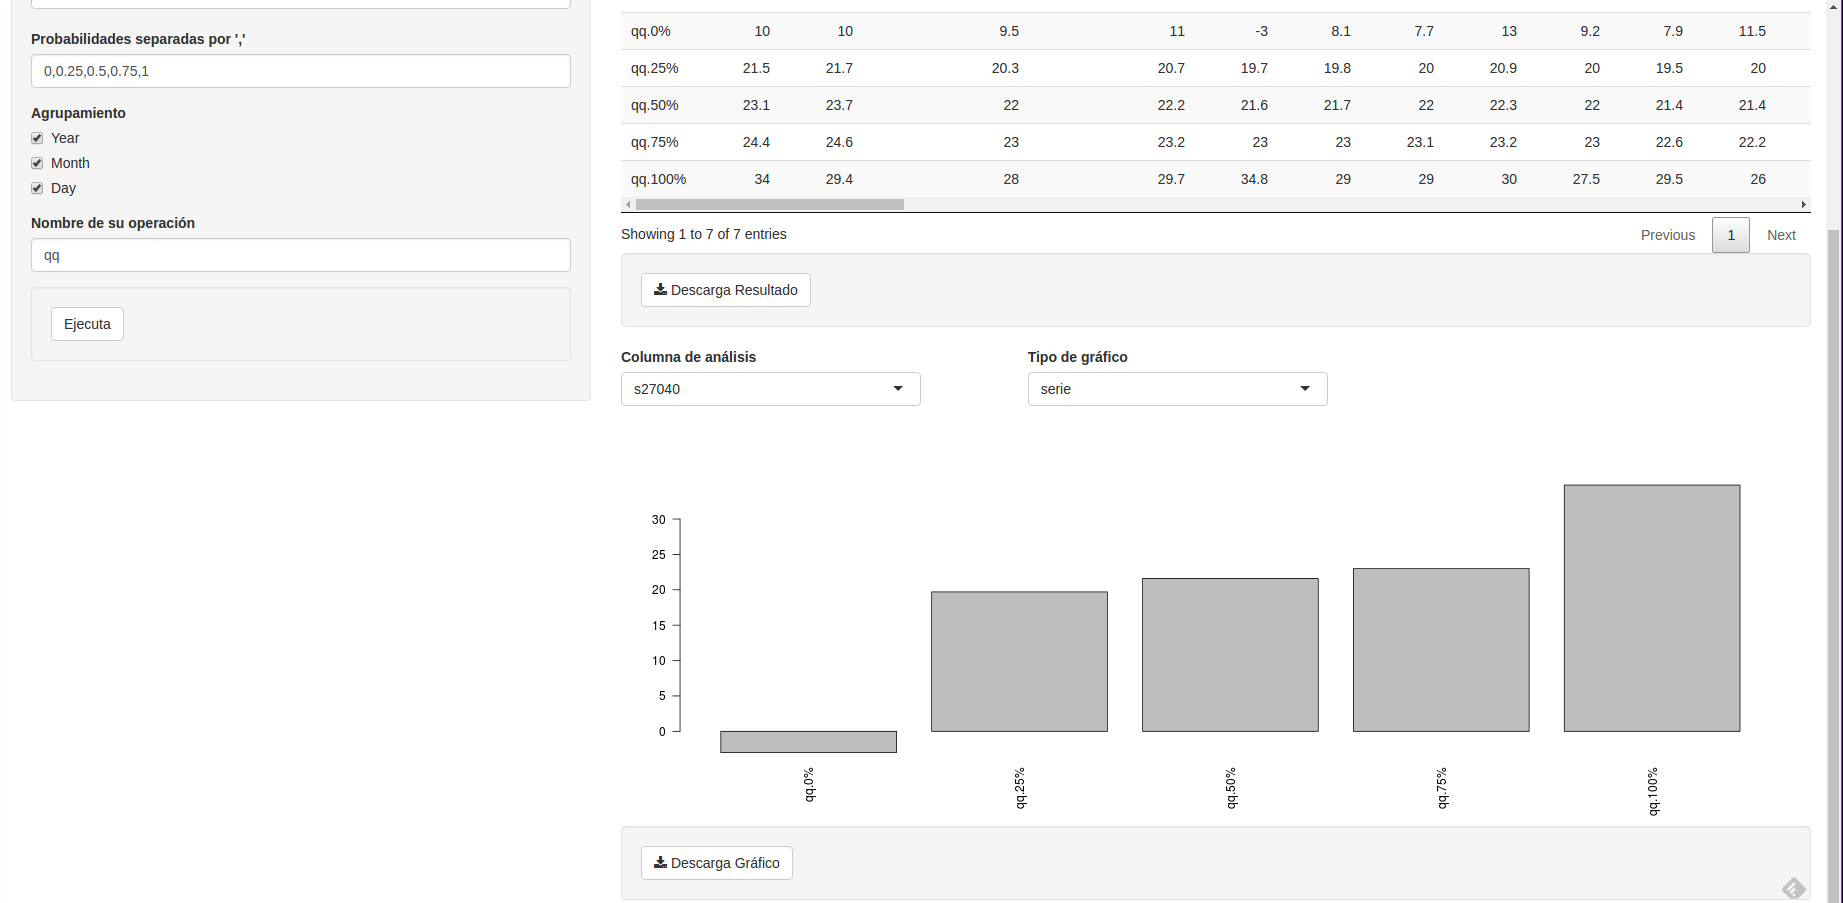 Probabilidades separadas por ','
0,0.25,0.5,0.75,1
Agrupamiento
Year
Month
Day
Nombre de su operación
qq
Ejecuta
qq.0% 10 10 9.5 11 -3 8.1 7.7 13 9.2 7.9 11.5
qq.25% 21.5 21.7 20.3 20.7 19.7 19.8 20 20.9 20 19.5 20
qq.50% 23.1 23.7 22 22.2 21.6 21.7 22 22.3 22 21.4 21.4
qq.75% 24.4 24.6 23 23.2 23 23 23.1 23.2 23 22.6 22.2
qq.100% 34 29.4 28 29.7 34.8 29 29 30 27.5 29.5 26
Showing 1 to 7 of 7 entries
Previous 1 Next
Descarga Resultado
Columna de análisis
s27040
Tipo de gráfico
serie
30
25
20
15
10
5
0
qq.0%
qq.25%
qq.50%
qq.75%
qq.100%
Descarga Gráfico